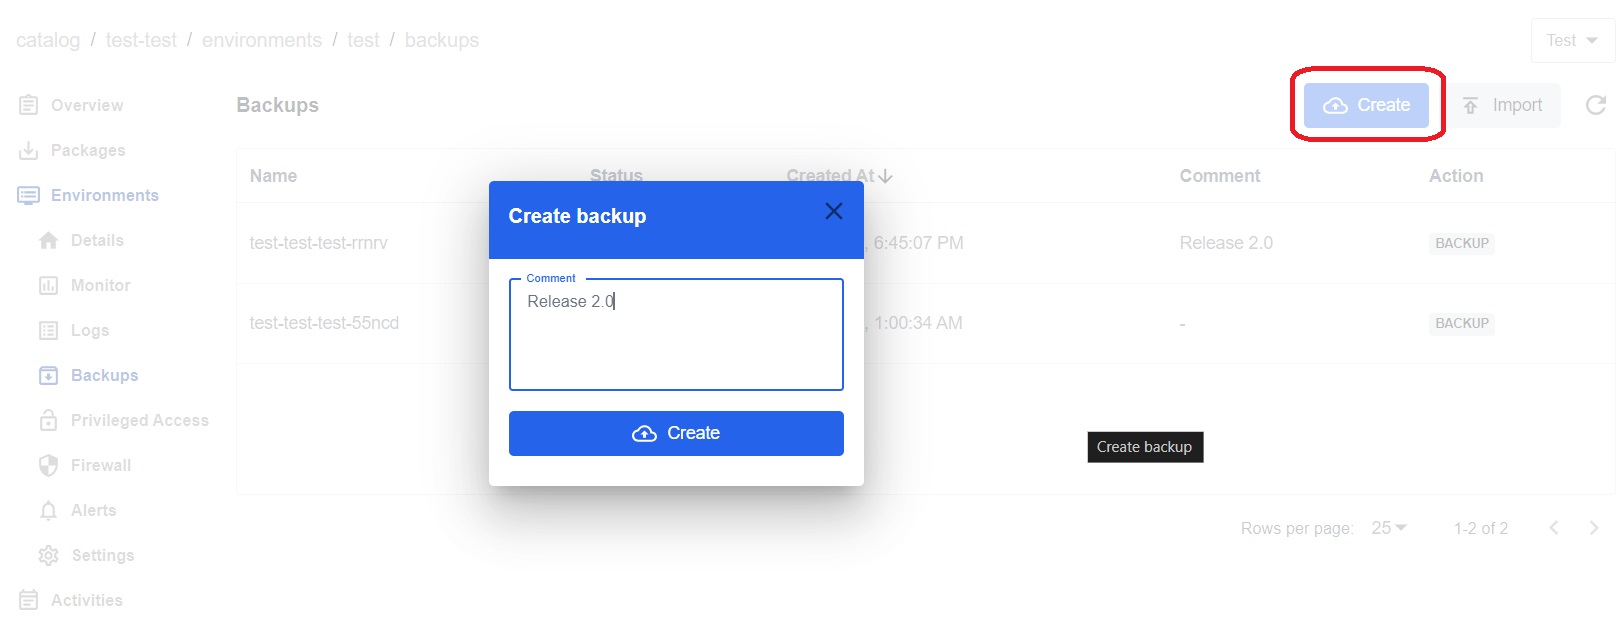 catalog / test-test / environments / test / backups
Test
Overview
Packages
Environments
Details
Monitor
Logs
Backups
Privileged Access
Firewall
Alerts
Settings
Activities
Backups
Create
Import
Name Status Created At Comment Action
test-test-test-rrnrv , 6:45:07 PM Release 2.0 BACKUP
test-test-test-55ncd , 1:00:34 AM - BACKUP
Create backup
Comment
Release 2.0
Create
Create backup
Rows per page: 25 1-2 of 2